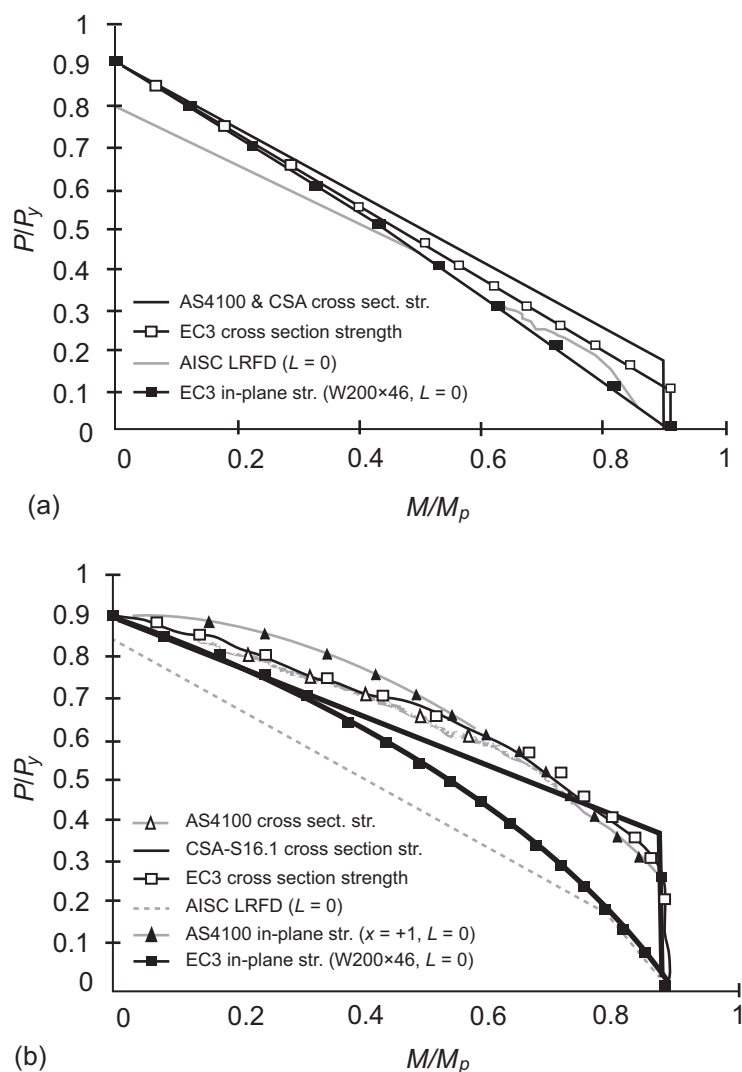 1
0.9
0.8
0.7
0.6
0.5
0.4
0.3
0.2
0.1
0
P/Py
AS4100 & CSA cross sect. str.
EC3 cross section strength
AISC LRFD (L = 0)
EC3 in-plane str. (W200×46, L = 0)
0 0.2 0.4 0.6 0.8 1
M/Mp
(a)
1
0.9
0.8
0.7
0.6
0.5
0.4
0.3
0.2
0.1
0
P/Py
AS4100 cross sect. str.
CSA-S16.1 cross section str.
EC3 cross section strength
AISC LRFD (L = 0)
AS4100 in-plane str. (x = +1, L = 0)
EC3 in-plane str. (W200×46, L = 0)
0 0.2 0.4 0.6 0.8 1
M/Mp
(b)